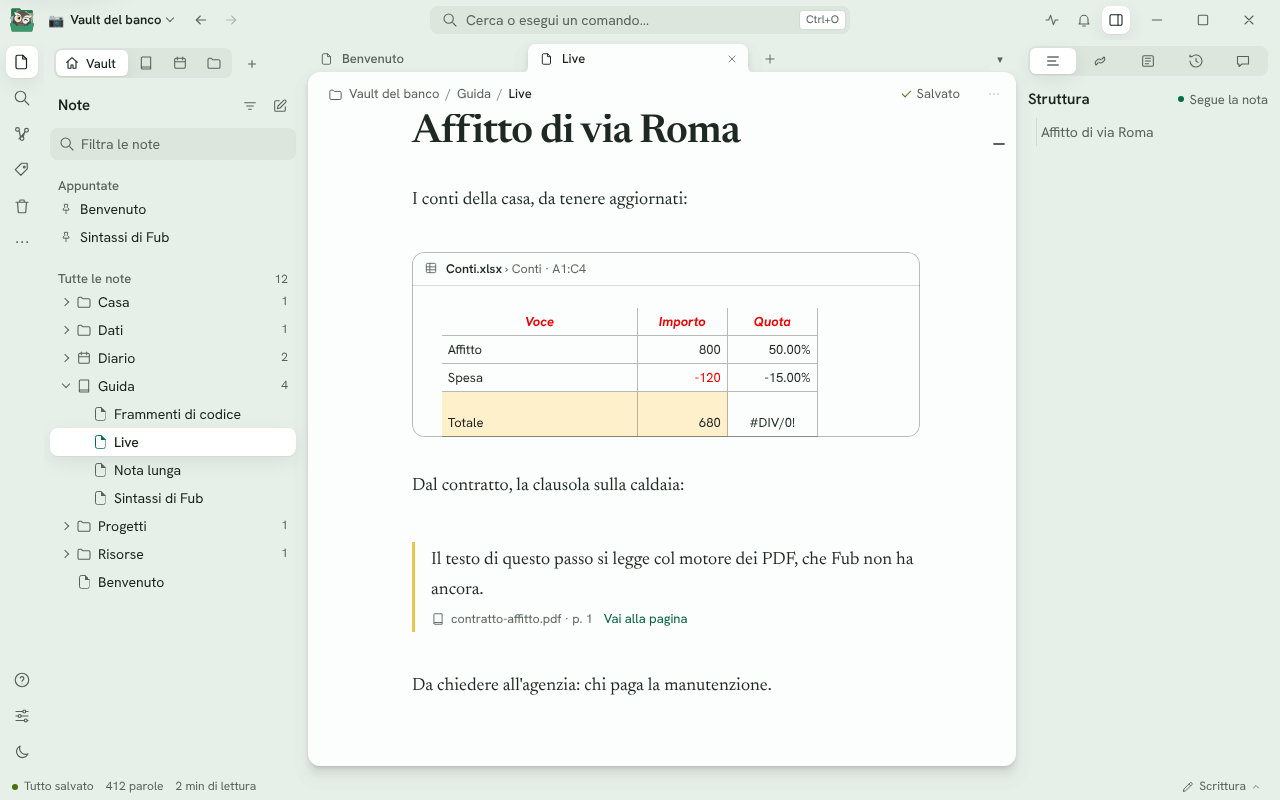 Vault del banco
Cerca o esegui un comando…
Ctrl+O
Vault
Benvenuto
Live
Note
Filtra le note
Appuntate
Benvenuto
Sintassi di Fub
Tutte le note 12
Casa 1
Dati 1
Diario 2
Guida 4
Frammenti di codice
Live
Nota lunga
Sintassi di Fub
Progetti 1
Risorse 1
Benvenuto
Vault del banco / Guida / Live
Salvato
Affitto di via Roma
I conti della casa, da tenere aggiornati:
Conti.xlsx › Conti · A1:C4
Voce Importo Quota
Affitto 800 50.00%
Spesa -120 -15.00%
Totale 680 #DIV/0!
Dal contratto, la clausola sulla caldaia:
Il testo di questo passo si legge col motore dei PDF, che Fub non ha
ancora.
contratto-affitto.pdf · p. 1 Vai alla pagina
Da chiedere all'agenzia: chi paga la manutenzione.
Struttura
Segue la nota
Affitto di via Roma
Tutto salvato 412 parole 2 min di lettura
Scrittura